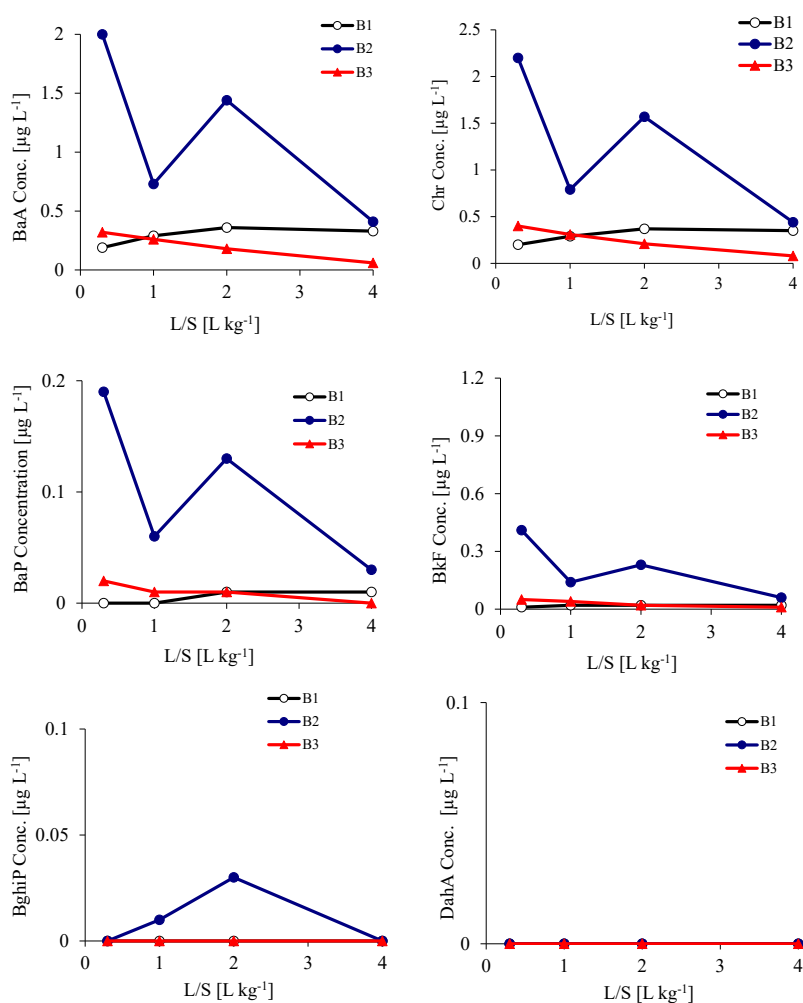 BaA Conc. [µg L⁻¹]
2
1.5
1
0.5
0
0 1 2 3 4
L/S [L kg⁻¹]
B1
B2
B3
Chr Conc. [µg L⁻¹]
2.5
2
1.5
1
0.5
0
0 1 2 3 4
L/S [L kg⁻¹]
B1
B2
B3
BaP Concentration [µg L⁻¹]
0.2
0.1
0
0 1 2 3 4
L/S [L kg⁻¹]
B1
B2
B3
BkF Conc. [µg L⁻¹]
1.2
0.9
0.6
0.3
0
0 1 2 3 4
L/S [L kg⁻¹]
B1
B2
B3
BghiP Conc. [µg L⁻¹]
0.1
0.05
0
0 1 2 3 4
L/S [L kg⁻¹]
B1
B2
B3
DahA Conc. [µg L⁻¹]
0.1
0
0 1 2 3 4
L/S [L kg⁻¹]
B1
B2
B3